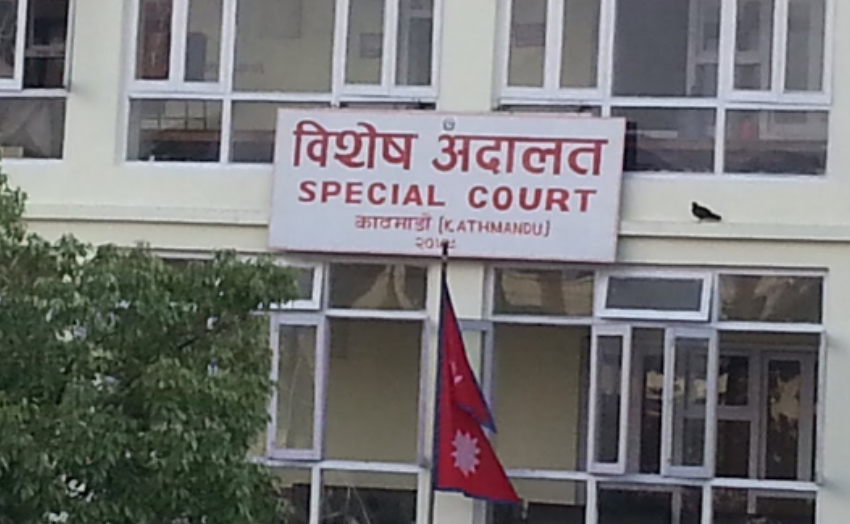 विशेष अदालत
SPECIAL COURT
काठमाडौं (KATHMANDU)